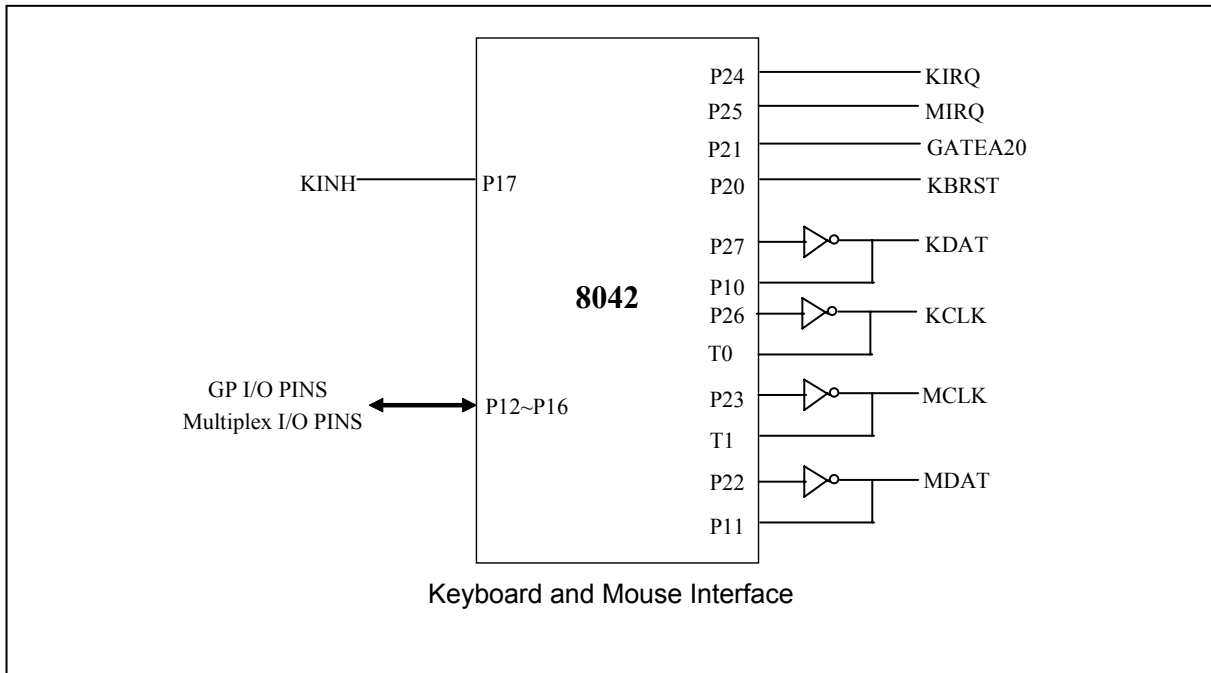 P24 KIRQ
P25 MIRQ
P21 GATEA20
KINH P17 P20 KBRST
P27 KDAT
P10
8042
P26 KCLK
T0
GP I/O PINS
Multiplex I/O PINS
P12~P16
P23 MCLK
T1
P22 MDAT
P11
Keyboard and Mouse Interface